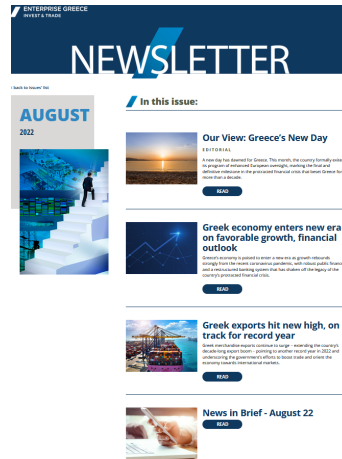 ENTERPRISE GREECE
INVEST & TRADE
NEWSLETTER
/ back to issues' list
AUGUST
2022
In this issue:
Our View: Greece's New Day
EDITORIAL
A new day has dawned for Greece. This month, the country formally exited
its program of enhanced European oversight, marking the final and
definitive milestone in the protracted financial crisis that beset Greece for
more than a decade.
READ
Greek economy enters new era
on favorable growth, financial
outlook
Greece's economy is poised to enter a new era as growth rebounds
strongly from the recent coronavirus pandemic, with robust public finances
and a restructured banking system that has shaken off the legacy of the
country's protracted financial crisis.
READ
Greek exports hit new high, on
track for record year
Greek merchandise exports continue to surge – extending the country's
decade-long export boom – pointing to another record year in 2022 and
underscoring the government's efforts to boost trade and orient the
economy towards international markets.
READ
News in Brief - August 22
READ